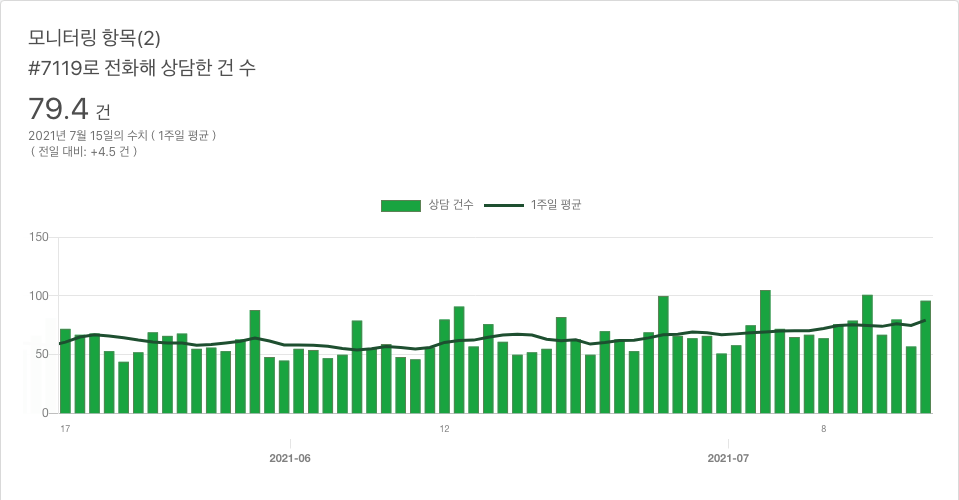 모니터링 항목(2)
#7119로 전화해 상담한 건 수
79.4 건
2021년 7월 15일의 수치 ( 1주일 평균 )
( 전일 대비: +4.5 건 )
상담 건수 1주일 평균
150
100
50
0
17 12 8
2021-06 2021-07